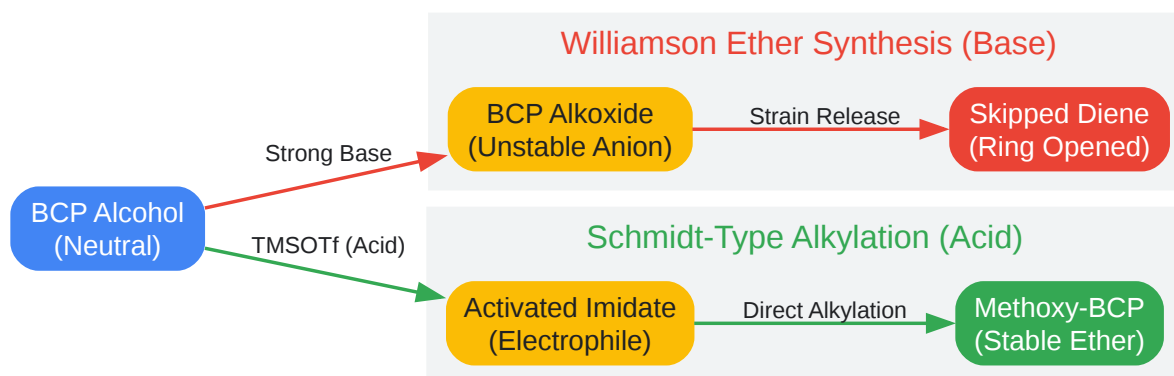 Williamson Ether Synthesis (Base)
BCP Alkoxide
(Unstable Anion)
Strain Release
Skipped Diene
(Ring Opened)
Strong Base
BCP Alcohol
(Neutral)
TMSOTf (Acid)
Schmidt-Type Alkylation (Acid)
Activated Imidate
(Electrophile)
Direct Alkylation
Methoxy-BCP
(Stable Ether)